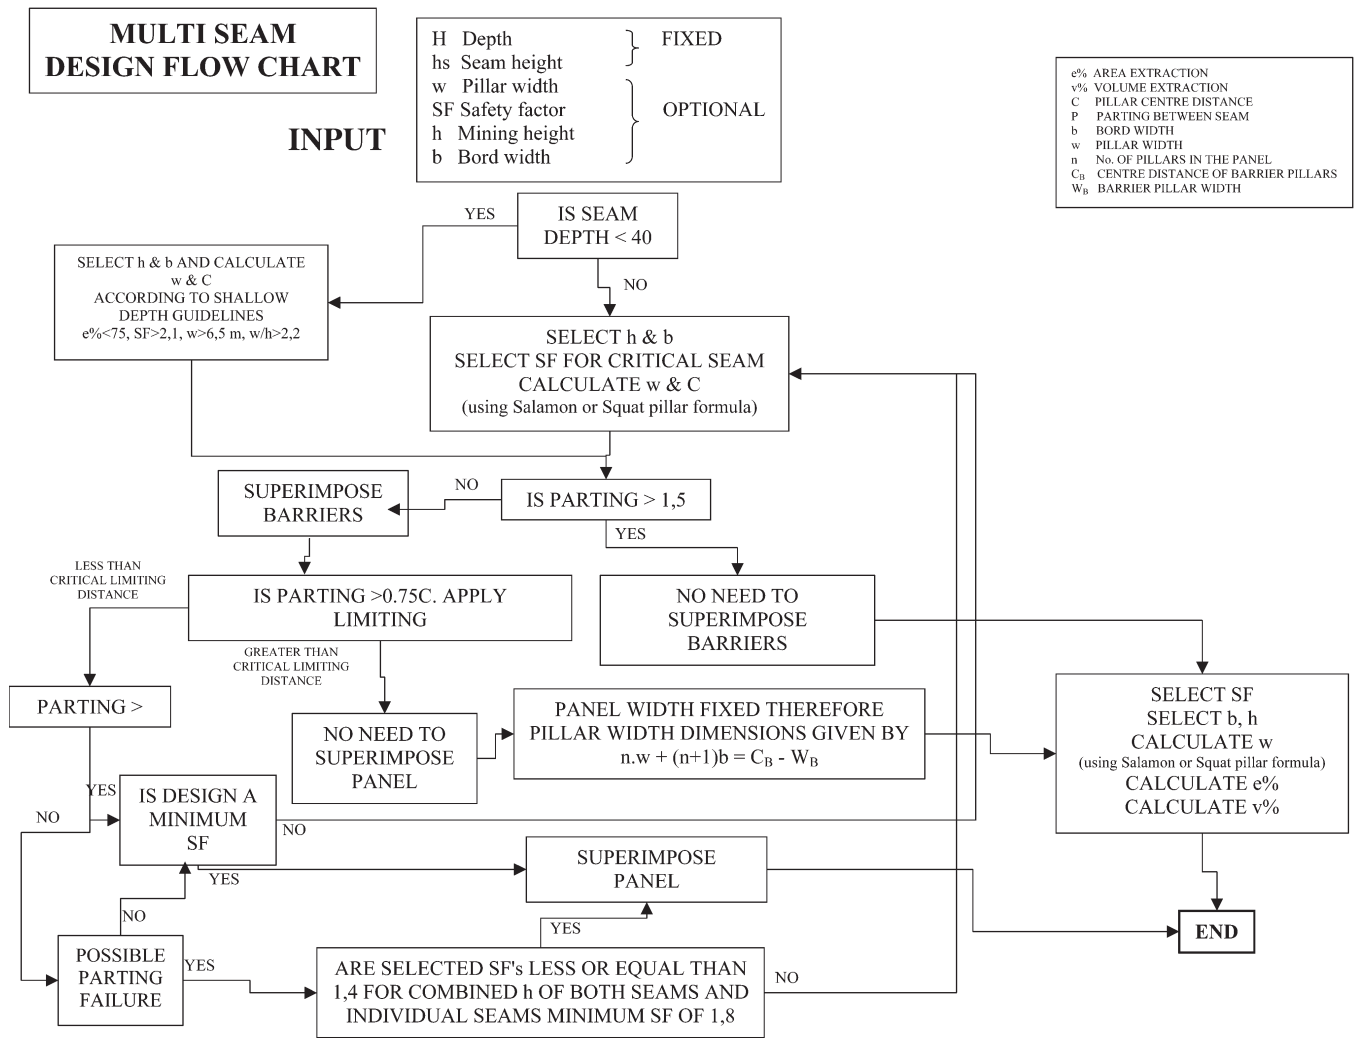 MULTI SEAM
DESIGN FLOW CHART
INPUT
H Depth
hs Seam height
FIXED
w Pillar width
SF Safety factor
h Mining height
b Bord width
OPTIONAL
e% AREA EXTRACTION
v% VOLUME EXTRACTION
C PILLAR CENTRE DISTANCE
P PARTING BETWEEN SEAM
b BORD WIDTH
w PILLAR WIDTH
n No. OF PILLARS IN THE PANEL
CB CENTRE DISTANCE OF BARRIER PILLARS
WB BARRIER PILLAR WIDTH
IS SEAM
DEPTH < 40
YES
NO
SELECT h & b AND CALCULATE
w & C
ACCORDING TO SHALLOW
DEPTH GUIDELINES
e%<75, SF>2,1, w>6,5 m, w/h>2,2
SELECT h & b
SELECT SF FOR CRITICAL SEAM
CALCULATE w & C
(using Salamon or Squat pillar formula)
IS PARTING > 1,5
NO
YES
SUPERIMPOSE
BARRIERS
NO NEED TO
SUPERIMPOSE
BARRIERS
IS PARTING >0.75C. APPLY
LIMITING
LESS THAN
CRITICAL LIMITING
DISTANCE
GREATER THAN
CRITICAL LIMITING
DISTANCE
PARTING >
NO NEED TO
SUPERIMPOSE
PANEL
PANEL WIDTH FIXED THEREFORE
PILLAR WIDTH DIMENSIONS GIVEN BY
n.w + (n+1)b = CB - WB
SELECT SF
SELECT b, h
CALCULATE w
(using Salamon or Squat pillar formula)
CALCULATE e%
CALCULATE v%
YES
NO
IS DESIGN A
MINIMUM
SF
NO
YES
SUPERIMPOSE
PANEL
NO
YES
END
POSSIBLE
PARTING
FAILURE
YES
ARE SELECTED SF's LESS OR EQUAL THAN
1,4 FOR COMBINED h OF BOTH SEAMS AND
INDIVIDUAL SEAMS MINIMUM SF OF 1,8
NO